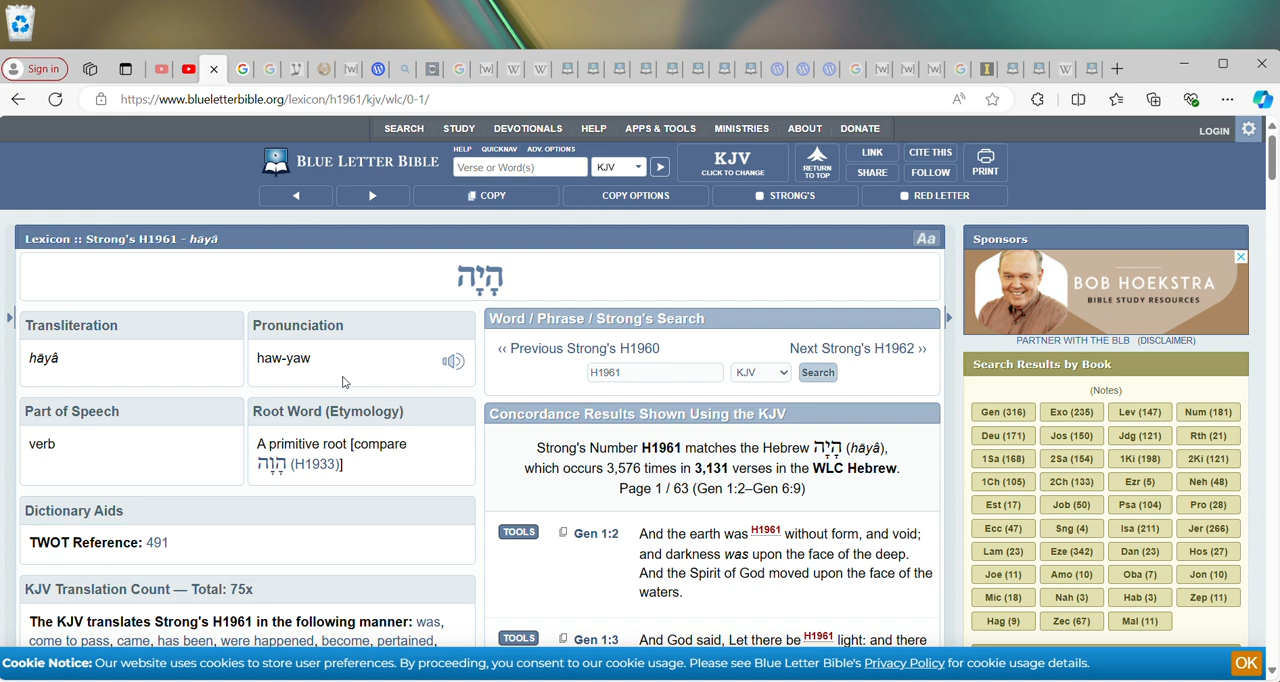 Sign in
https://www.blueletterbible.org/lexicon/h1961/kjv/wlc/0-1/
SEARCH STUDY DEVOTIONALS HELP APPS & TOOLS MINISTRIES ABOUT DONATE
LOGIN
BLUE LETTER BIBLE
HELP QUICKNAV ADV. OPTIONS
Verse or Word(s) KJV
KJV
CLICK TO CHANGE
RETURN
TO TOP
LINK CITE THIS
SHARE FOLLOW
PRINT
COPY COPY OPTIONS STRONG'S RED LETTER
Lexicon :: Strong's H1961 - hāyâ
Aa
הָיָה
Transliteration
hāyâ
Pronunciation
haw-yaw
Part of Speech
verb
Root Word (Etymology)
A primitive root [compare
הָוָה (H1933)]
Dictionary Aids
TWOT Reference: 491
KJV Translation Count — Total: 75x
The KJV translates Strong's H1961 in the following manner: was,
come to pass, came, has been, were happened, become, pertained,
Word / Phrase / Strong's Search
‹‹ Previous Strong's H1960 Next Strong's H1962 ››
H1961 KJV Search
Concordance Results Shown Using the KJV
Strong's Number H1961 matches the Hebrew הָיָה (hāyâ),
which occurs 3,576 times in 3,131 verses in the WLC Hebrew.
Page 1 / 63 (Gen 1:2–Gen 6:9)
TOOLS Gen 1:2 And the earth was H1961 without form, and void;
and darkness was upon the face of the deep.
And the Spirit of God moved upon the face of the
waters.
TOOLS Gen 1:3 And God said, Let there be H1961 light: and there
Sponsors
BOB HOEKSTRA
BIBLE STUDY RESOURCES
PARTNER WITH THE BLB (DISCLAIMER)
Search Results by Book
(Notes)
Gen (316) Exo (235) Lev (147) Num (181)
Deu (171) Jos (150) Jdg (121) Rth (21)
1Sa (168) 2Sa (154) 1Ki (198) 2Ki (121)
1Ch (105) 2Ch (133) Ezr (5) Neh (48)
Est (17) Job (50) Psa (104) Pro (28)
Ecc (47) Sng (4) Isa (211) Jer (266)
Lam (23) Eze (342) Dan (23) Hos (27)
Joe (11) Amo (10) Oba (7) Jon (10)
Mic (18) Nah (3) Hab (3) Zep (11)
Hag (9) Zec (67) Mal (11)
Cookie Notice: Our website uses cookies to store user preferences. By proceeding, you consent to our cookie usage. Please see Blue Letter Bible's Privacy Policy for cookie usage details.
OK